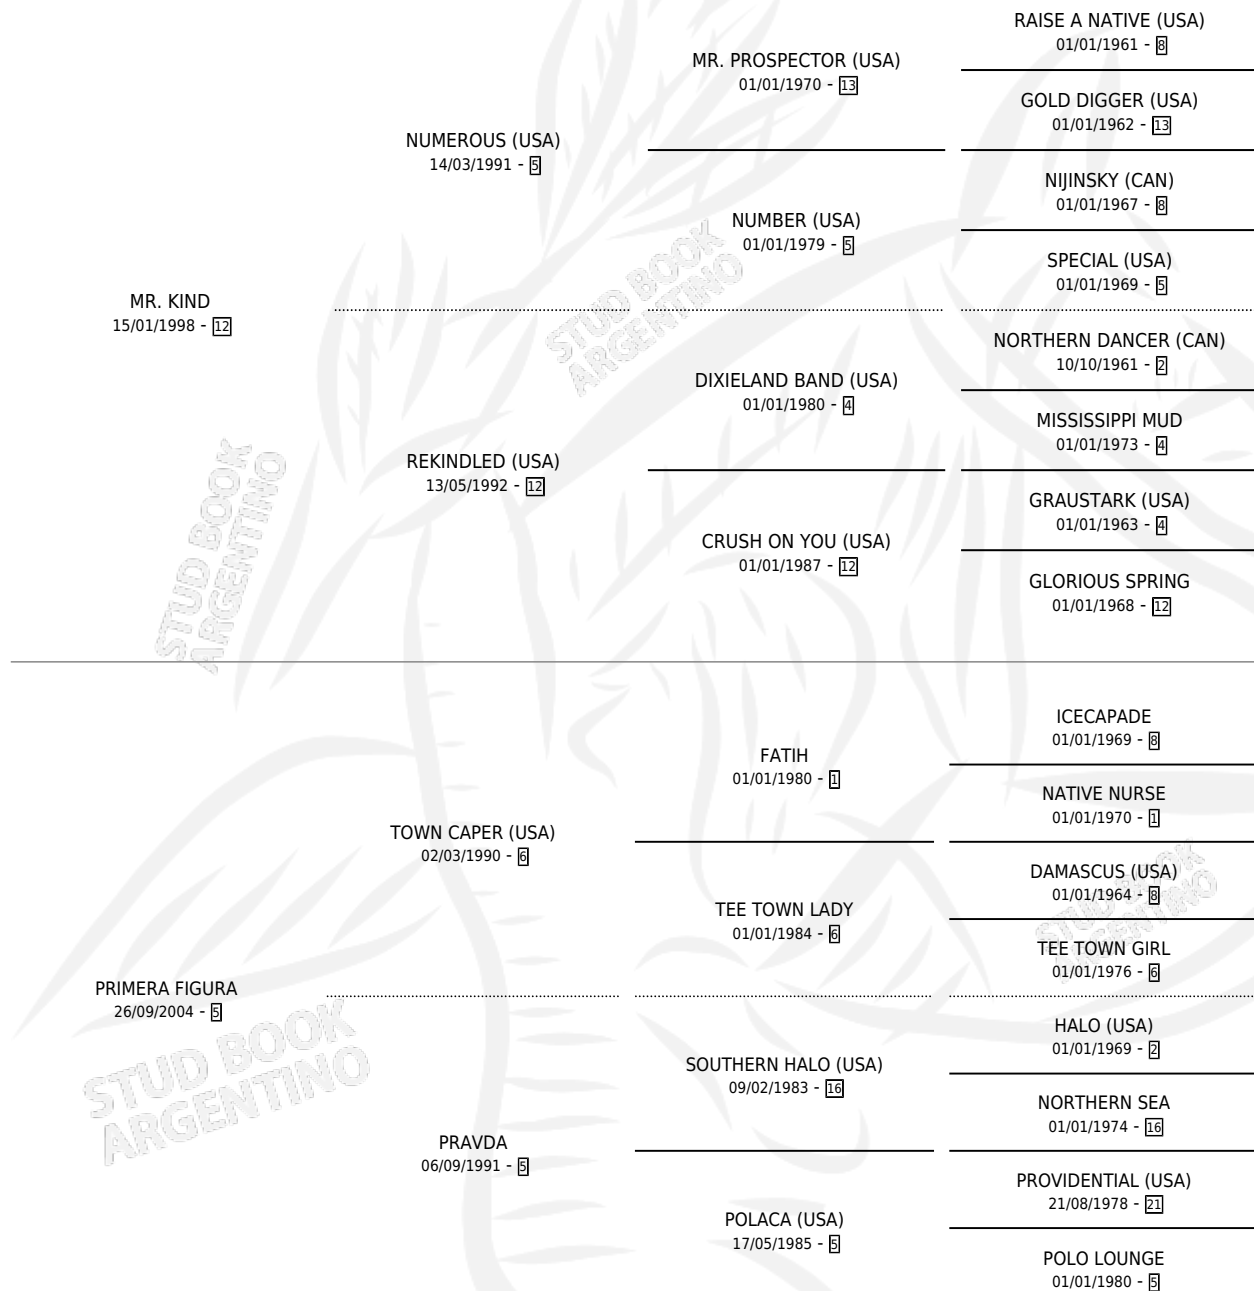 RAISE A NATIVE (USA)
01/01/1961 - 8
MR. PROSPECTOR (USA)
01/01/1970 - 13
GOLD DIGGER (USA)
01/01/1962 - 13
NUMEROUS (USA)
14/03/1991 - 5
NIJINSKY (CAN)
01/01/1967 - 8
NUMBER (USA)
01/01/1979 - 5
SPECIAL (USA)
01/01/1969 - 5
MR. KIND
15/01/1998 - 12
NORTHERN DANCER (CAN)
10/10/1961 - 2
DIXIELAND BAND (USA)
01/01/1980 - 4
MISSISSIPPI MUD
01/01/1973 - 4
REKINDLED (USA)
13/05/1992 - 12
GRAUSTARK (USA)
01/01/1963 - 4
CRUSH ON YOU (USA)
01/01/1987 - 12
GLORIOUS SPRING
01/01/1968 - 12
ICECAPADE
01/01/1969 - 8
FATIH
01/01/1980 - 1
NATIVE NURSE
01/01/1970 - 1
TOWN CAPER (USA)
02/03/1990 - 6
DAMASCUS (USA)
01/01/1964 - 8
TEE TOWN LADY
01/01/1984 - 6
TEE TOWN GIRL
01/01/1976 - 6
PRIMERA FIGURA
26/09/2004 - 5
HALO (USA)
01/01/1969 - 2
SOUTHERN HALO (USA)
09/02/1983 - 16
NORTHERN SEA
01/01/1974 - 16
PRAVDA
06/09/1991 - 5
PROVIDENTIAL (USA)
21/08/1978 - 21
POLACA (USA)
17/05/1985 - 5
POLO LOUNGE
01/01/1980 - 5
STUD BOOK
ARGENTINO
STUD BOOK
ARGENTINO
STUD BOOK
ARGENTINO
STUD BOOK
ARGENTINO